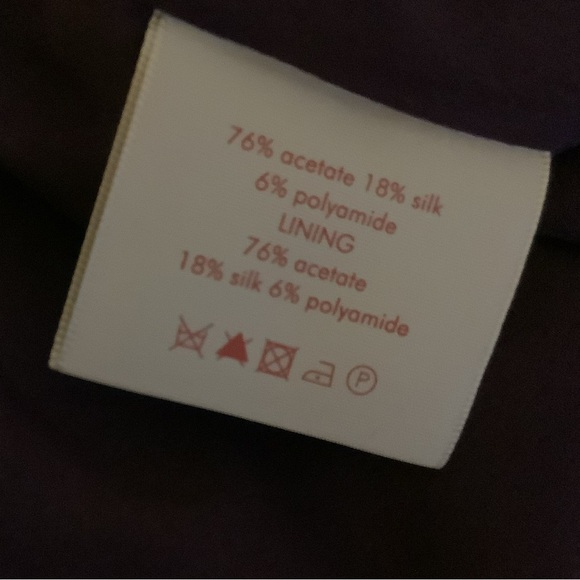 76% acetate 18% silk
6% polyamide
LINING
76% acetate
18% silk 6% polyamide
P